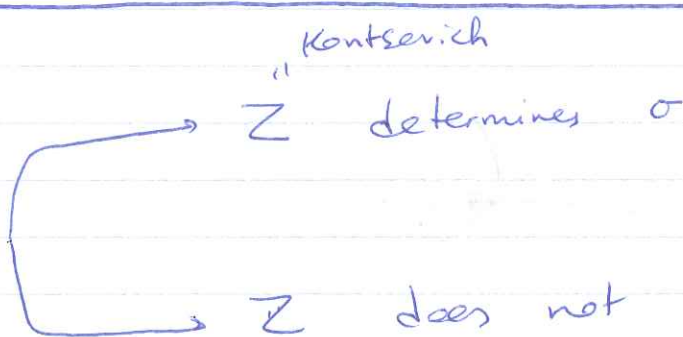 Kontsevich
"
Z determines σ
Z does not